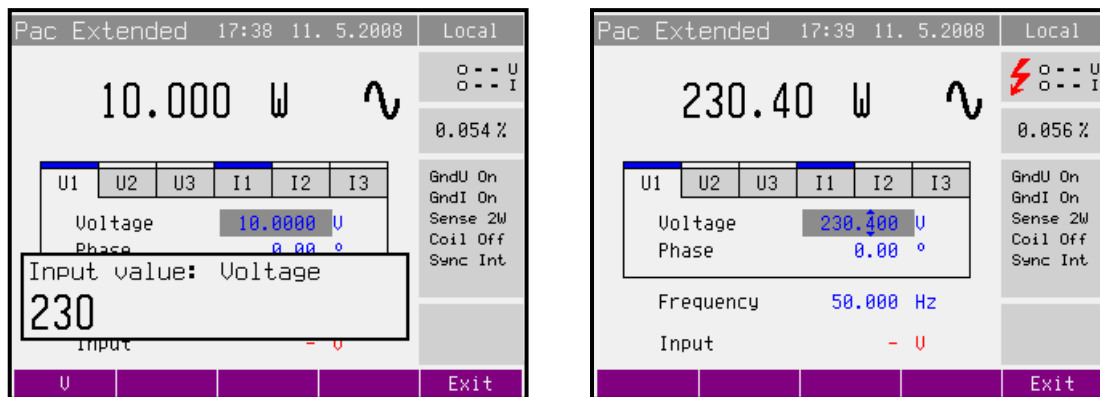 Pac Extended 17:38 11. 5.2008 Local
o-- U
o-- I
10.000 W
0.054 %
U1 U2 U3 I1 I2 I3
Voltage 10.0000 V
Phase 0.00 °
GndU On
GndI On
Sense 2W
Coil Off
Sync Int
Input value: Voltage
230
Input - V
V Exit
Pac Extended 17:39 11. 5.2008 Local
o-- U
o-- I
230.40 W
0.056 %
U1 U2 U3 I1 I2 I3
Voltage 230.400 V
Phase 0.00 °
GndU On
GndI On
Sense 2W
Coil Off
Sync Int
Frequency 50.000 Hz
Input - V
Exit